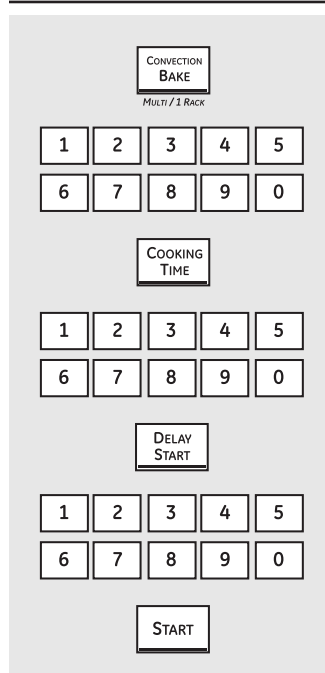 CONVECTION
BAKE
MULTI / 1 RACK
1 2 3 4 5
6 7 8 9 0
COOKING
TIME
1 2 3 4 5
6 7 8 9 0
DELAY
START
1 2 3 4 5
6 7 8 9 0
START